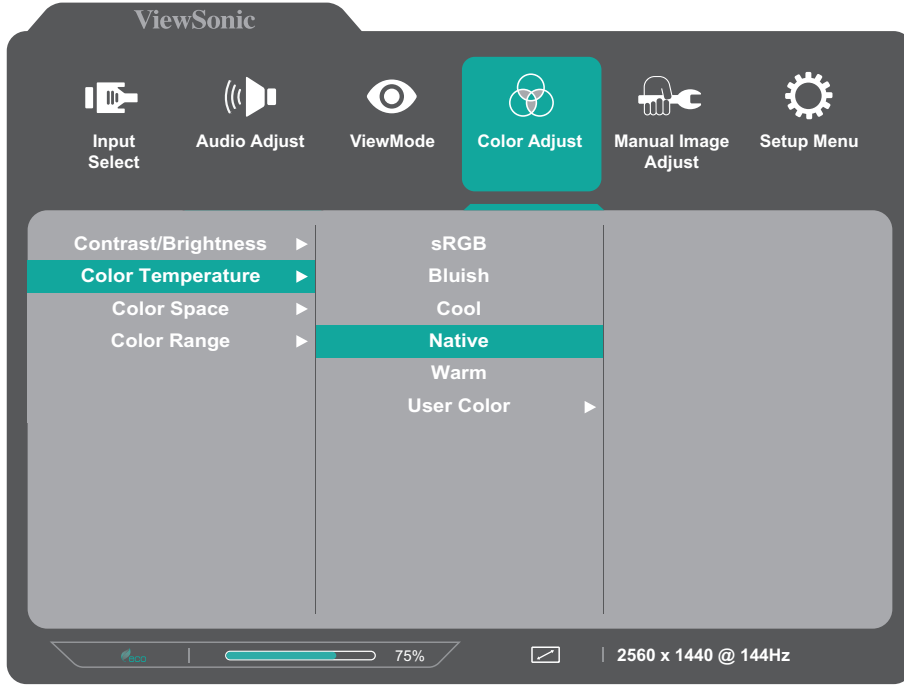 ViewSonic
Input
Select
Audio Adjust
ViewMode
Color Adjust
Manual Image
Adjust
Setup Menu
Contrast/Brightness
Color Temperature
Color Space
Color Range
sRGB
Bluish
Cool
Native
Warm
User Color
eco
75%
2560 x 1440 @ 144Hz